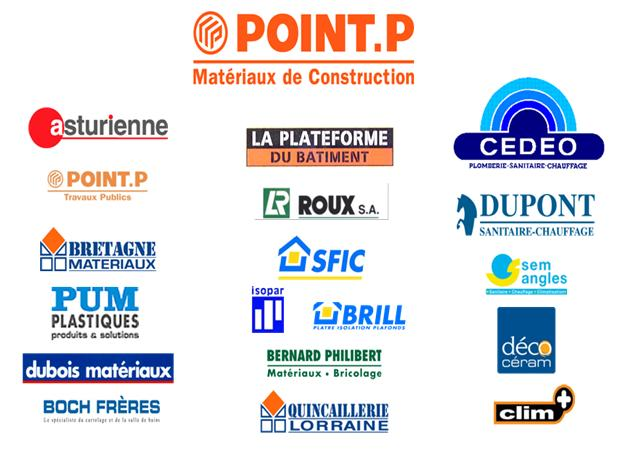 POINT.P
Matériaux de Construction
asturienne
POINT.P
Travaux Publics
BRETAGNE
MATERIAUX
PUM
PLASTIQUES
produits & solutions
dubois matériaux
BOCH FRÈRES
Le spécialiste du carrelage et de la salle de bains
LA PLATEFORME
DU BATIMENT
LR
ROUX S.A.
SFIC
isopar
BRILL
PLATRE ISOLATION PLAFONDS
BERNARD PHILIBERT
Matériaux • Bricolage
QUINCAILLERIE
LORRAINE
CEDEO
PLOMBERIE-SANITAIRE-CHAUFFAGE
DUPONT
SANITAIRE-CHAUFFAGE
sem
angles
Sanitaire • Chauffage • Climatisation
déco
céram
clim+